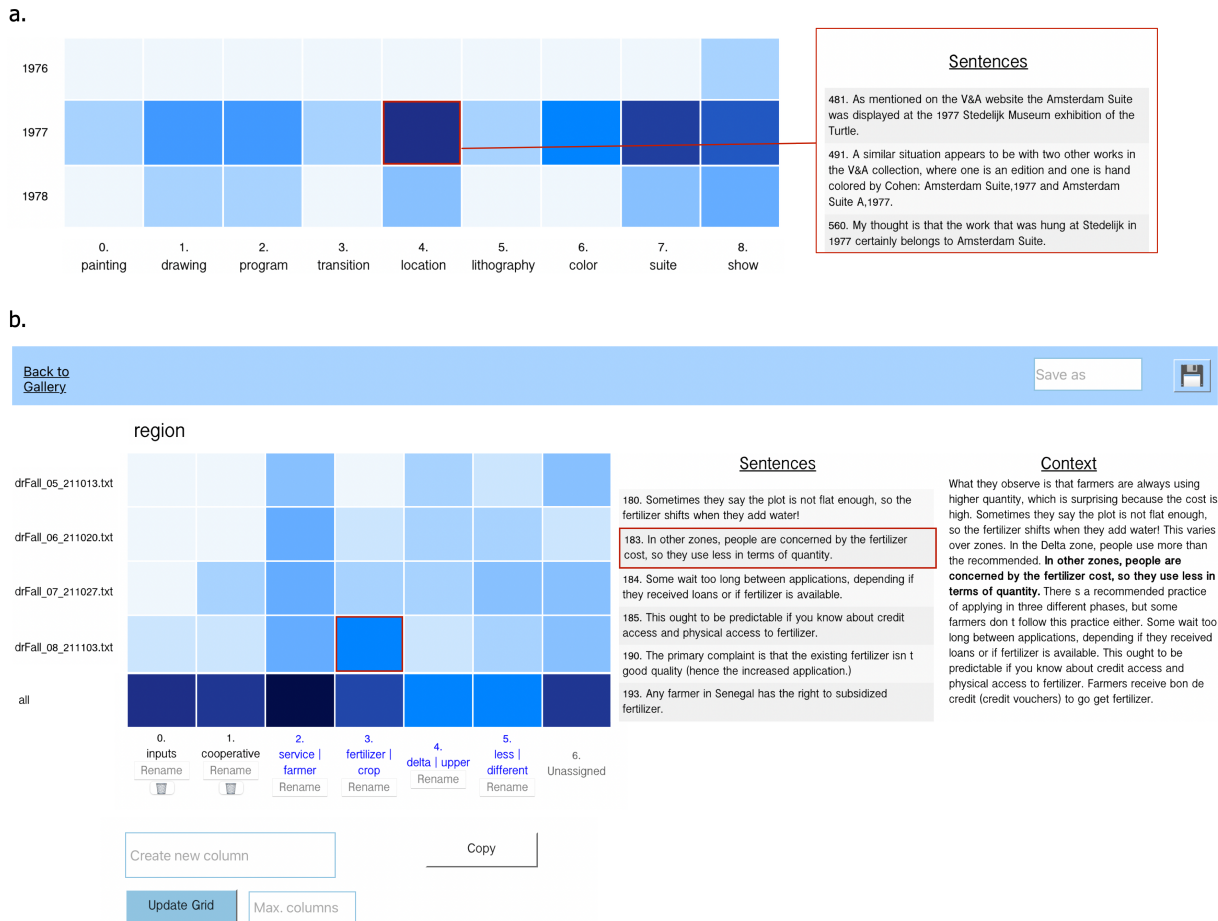 a.
1976
1977
1978
0.
painting
1.
drawing
2.
program
3.
transition
4.
location
5.
lithography
6.
color
7.
suite
8.
show
Sentences
481. As mentioned on the V&A website the Amsterdam Suite
was displayed at the 1977 Stedelijk Museum exhibition of the
Turtle.
491. A similar situation appears to be with two other works in
the V&A collection, where one is an edition and one is hand
colored by Cohen: Amsterdam Suite,1977 and Amsterdam
Suite A,1977.
560. My thought is that the work that was hung at Stedelijk in
1977 certainly belongs to Amsterdam Suite.
b.
Back to
Gallery
Save as
region
drFall_05_211013.txt
drFall_06_211020.txt
drFall_07_211027.txt
drFall_08_211103.txt
all
0.
inputs
Rename
1.
cooperative
Rename
2.
service |
farmer
Rename
3.
fertilizer |
crop
Rename
4.
delta | upper
Rename
5.
less |
different
Rename
6.
Unassigned
Sentences
180. Sometimes they say the plot is not flat enough, so the
fertilizer shifts when they add water!
183. In other zones, people are concerned by the fertilizer
cost, so they use less in terms of quantity.
184. Some wait too long between applications, depending if
they received loans or if fertilizer is available.
185. This ought to be predictable if you know about credit
access and physical access to fertilizer.
190. The primary complaint is that the existing fertilizer isn t
good quality (hence the increased application.)
193. Any farmer in Senegal has the right to subsidized
fertilizer.
Context
What they observe is that farmers are always using
higher quantity, which is surprising because the cost is
high. Sometimes they say the plot is not flat enough,
so the fertilizer shifts when they add water! This varies
over zones. In the Delta zone, people use more than
the recommended. In other zones, people are
concerned by the fertilizer cost, so they use less in
terms of quantity. There s a recommended practice
of applying in three different phases, but some
farmers don t follow this practice either. Some wait too
long between applications, depending if they received
loans or if fertilizer is available. This ought to be
predictable if you know about credit access and
physical access to fertilizer. Farmers receive bon de
credit (credit vouchers) to go get fertilizer.
Create new column
Copy
Update Grid
Max. columns